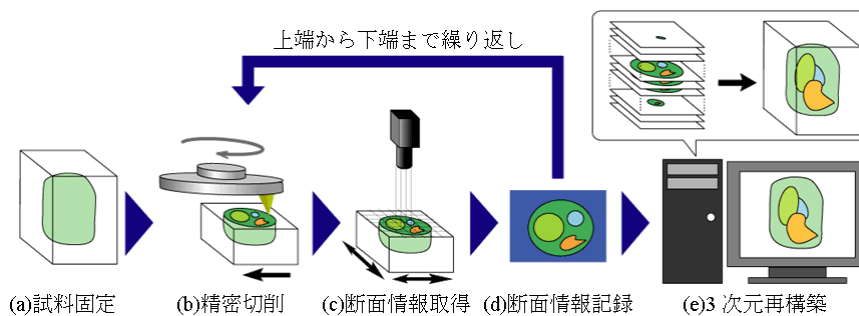 上端から下端まで繰り返し
(a)試料固定
(b)精密切削
(c)断面情報取得
(d)断面情報記録
(e)3次元再構築